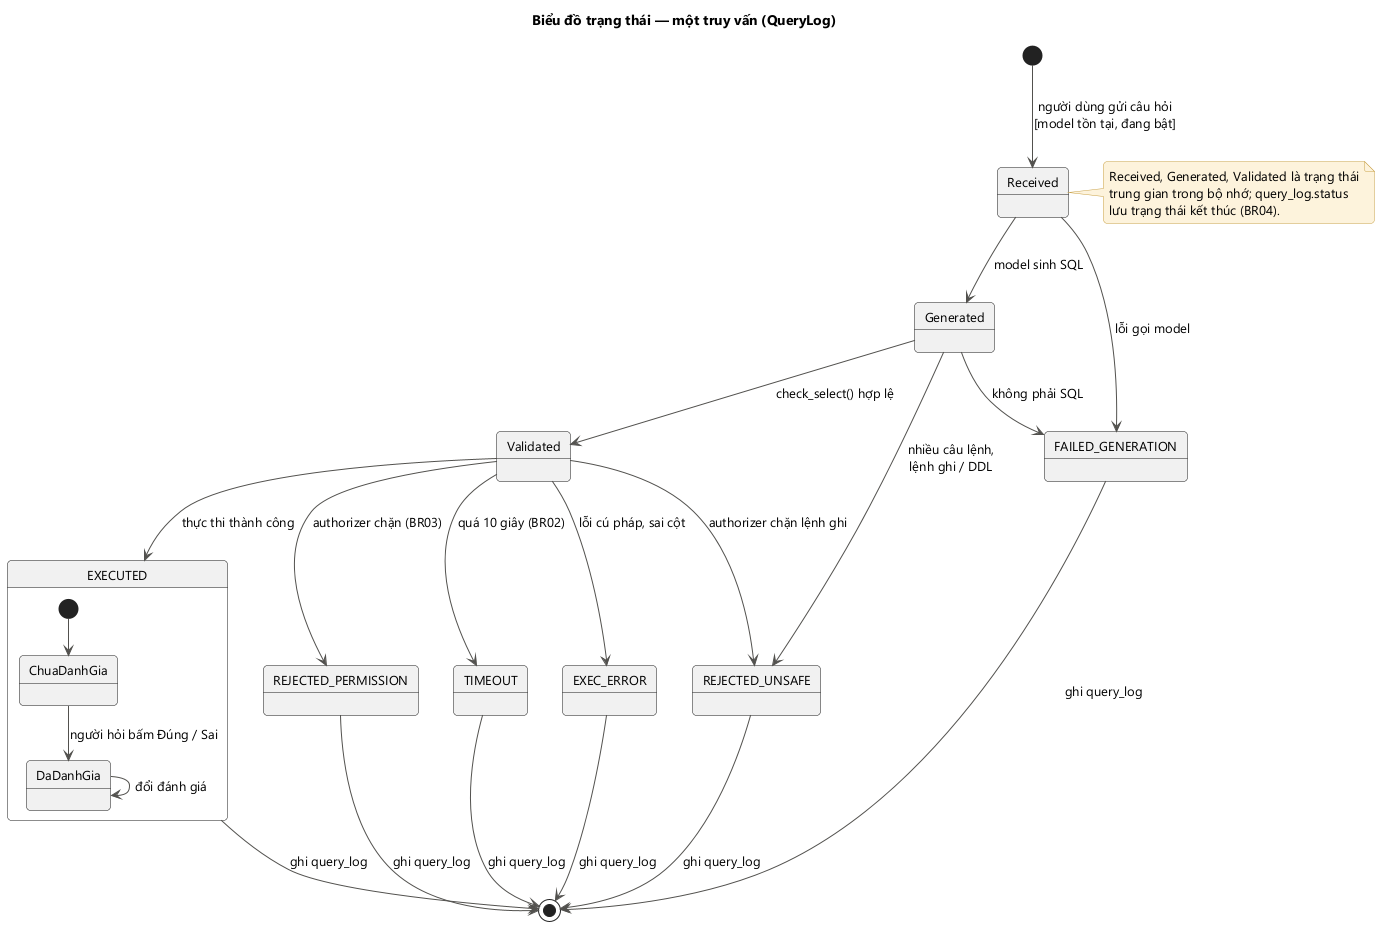 Biểu đồ trạng thái — một truy vấn (QueryLog)
người dùng gửi câu hỏi
[model tồn tại, đang bật]
Received
Received, Generated, Validated là trạng thái
trung gian trong bộ nhớ; query_log.status
lưu trạng thái kết thúc (BR04).
model sinh SQL
Generated
lỗi gọi model
check_select() hợp lệ
không phải SQL
Validated
nhiều câu lệnh,
lệnh ghi / DDL
FAILED_GENERATION
thực thi thành công
authorizer chặn (BR03)
quá 10 giây (BR02)
lỗi cú pháp, sai cột
authorizer chặn lệnh ghi
EXECUTED
ChuaDanhGia
REJECTED_PERMISSION
TIMEOUT
EXEC_ERROR
REJECTED_UNSAFE
ghi query_log
người hỏi bấm Đúng / Sai
DaDanhGia
đổi đánh giá
ghi query_log
ghi query_log
ghi query_log
ghi query_log
ghi query_log